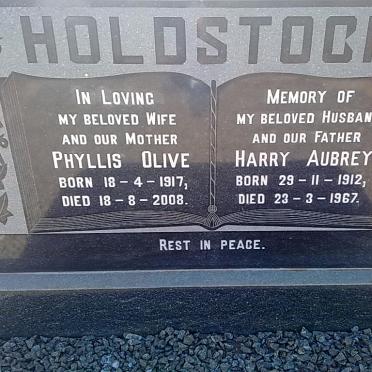 HOLDSTOCK
IN LOVING
MY BELOVED WIFE
AND OUR MOTHER
PHYLLIS OLIVE
BORN 18-4-1917,
DIED 18-8-2008.
MEMORY OF
MY BELOVED HUSBAN
AND OUR FATHER
HARRY AUBREY
BORN 29-11-1912,
DIED 23-3-1967.
REST IN PEACE.